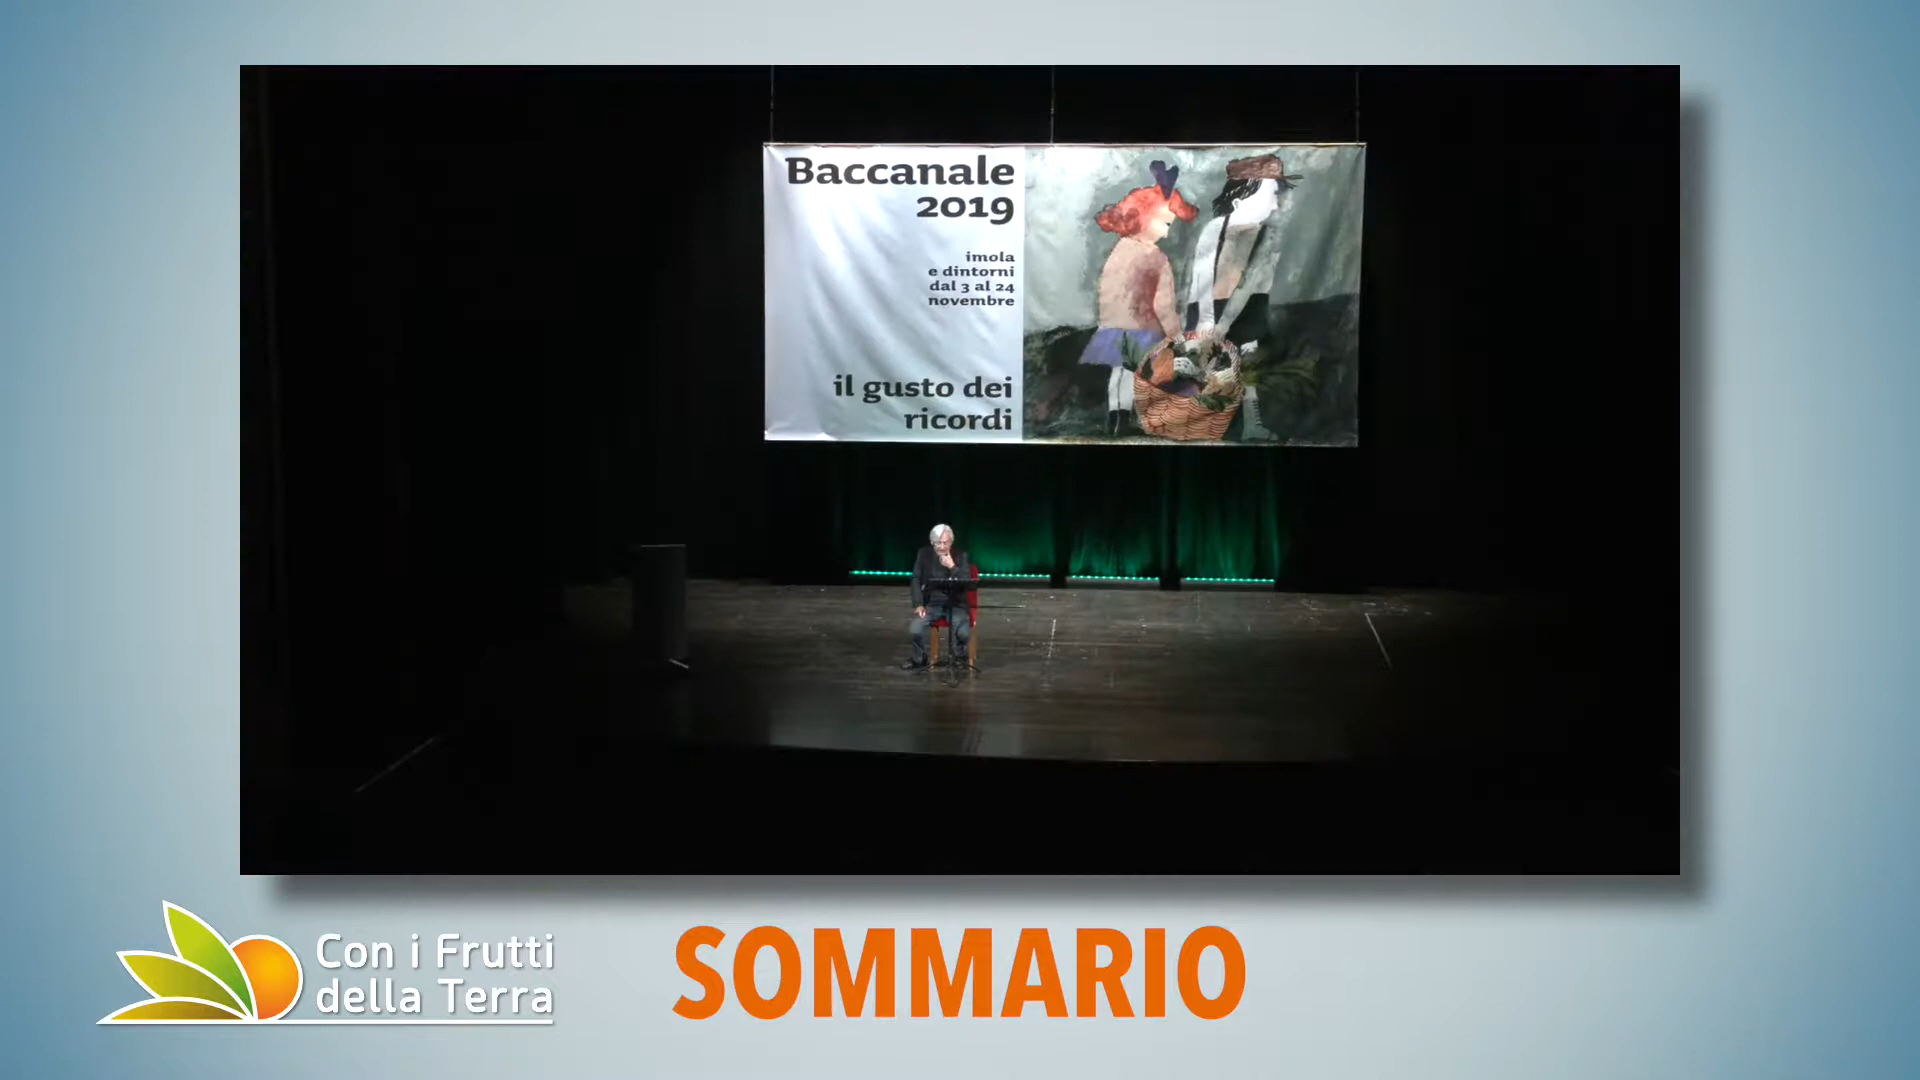 Baccanale
2019
imola
e dintorni
dal 3 al 24
novembre
il gusto dei
ricordi
Con i Frutti
della Terra
SOMMARIO